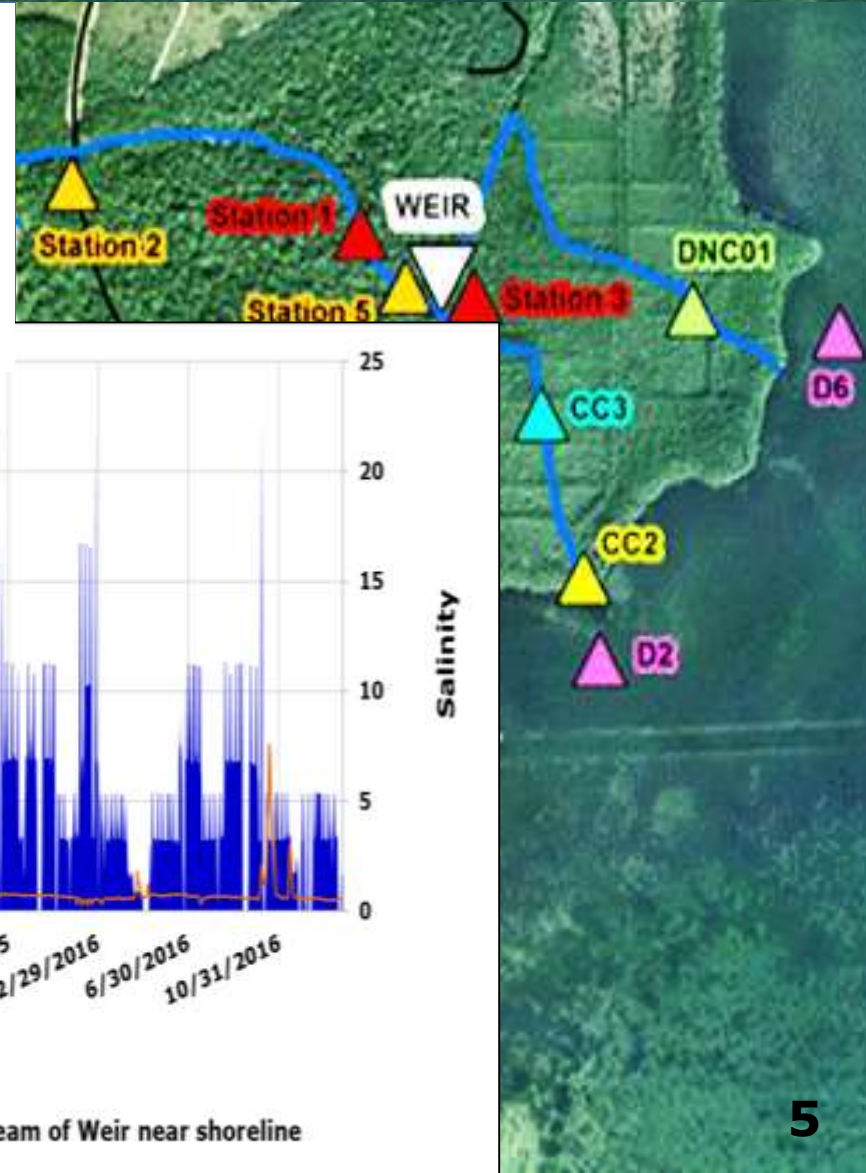 WEIR
Station 1
Station 2
DNC01
Station 5
Station 3
D6
CC3
CC2
D2
25
20
15
10
5
0
Salinity
5
2/29/2016
6/30/2016
10/31/2016
eam of Weir near shoreline
5